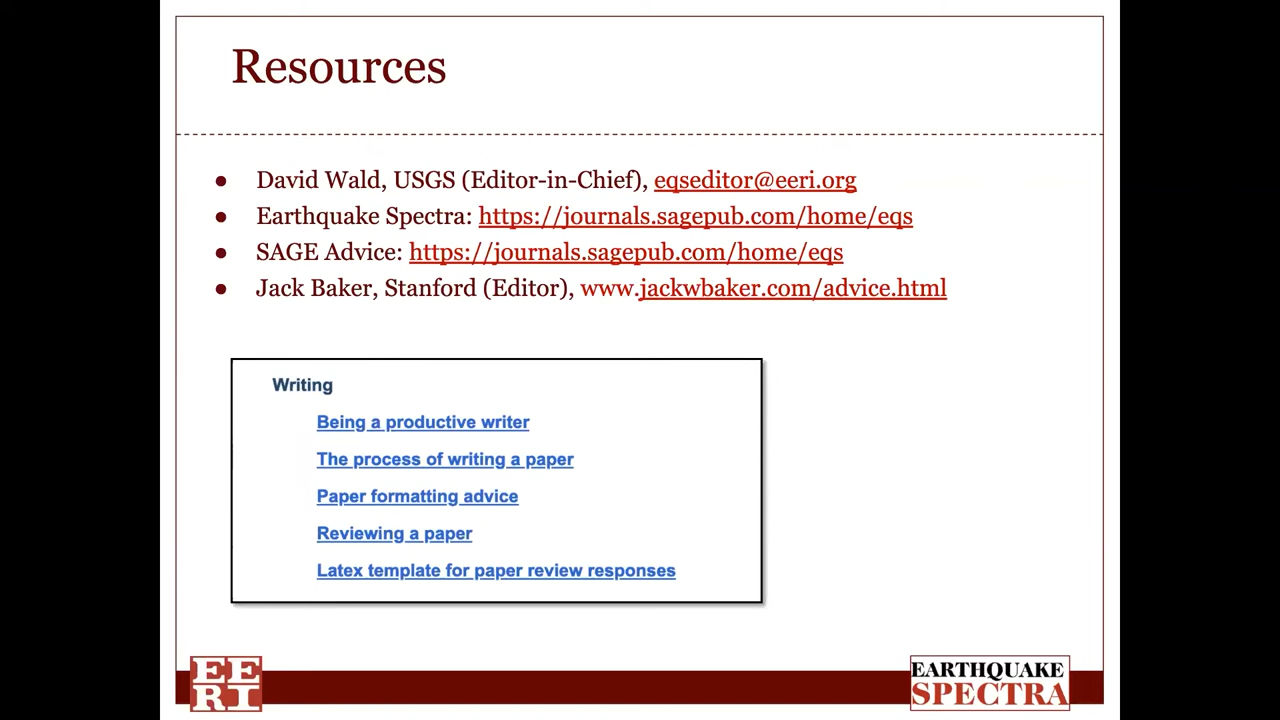 Resources
● David Wald, USGS (Editor-in-Chief), eqseditor@eeri.org
● Earthquake Spectra: https://journals.sagepub.com/home/eqs
● SAGE Advice: https://journals.sagepub.com/home/eqs
● Jack Baker, Stanford (Editor), www.jackwbaker.com/advice.html
Writing
Being a productive writer
The process of writing a paper
Paper formatting advice
Reviewing a paper
Latex template for paper review responses
EE
RI
EARTHQUAKE
SPECTRA